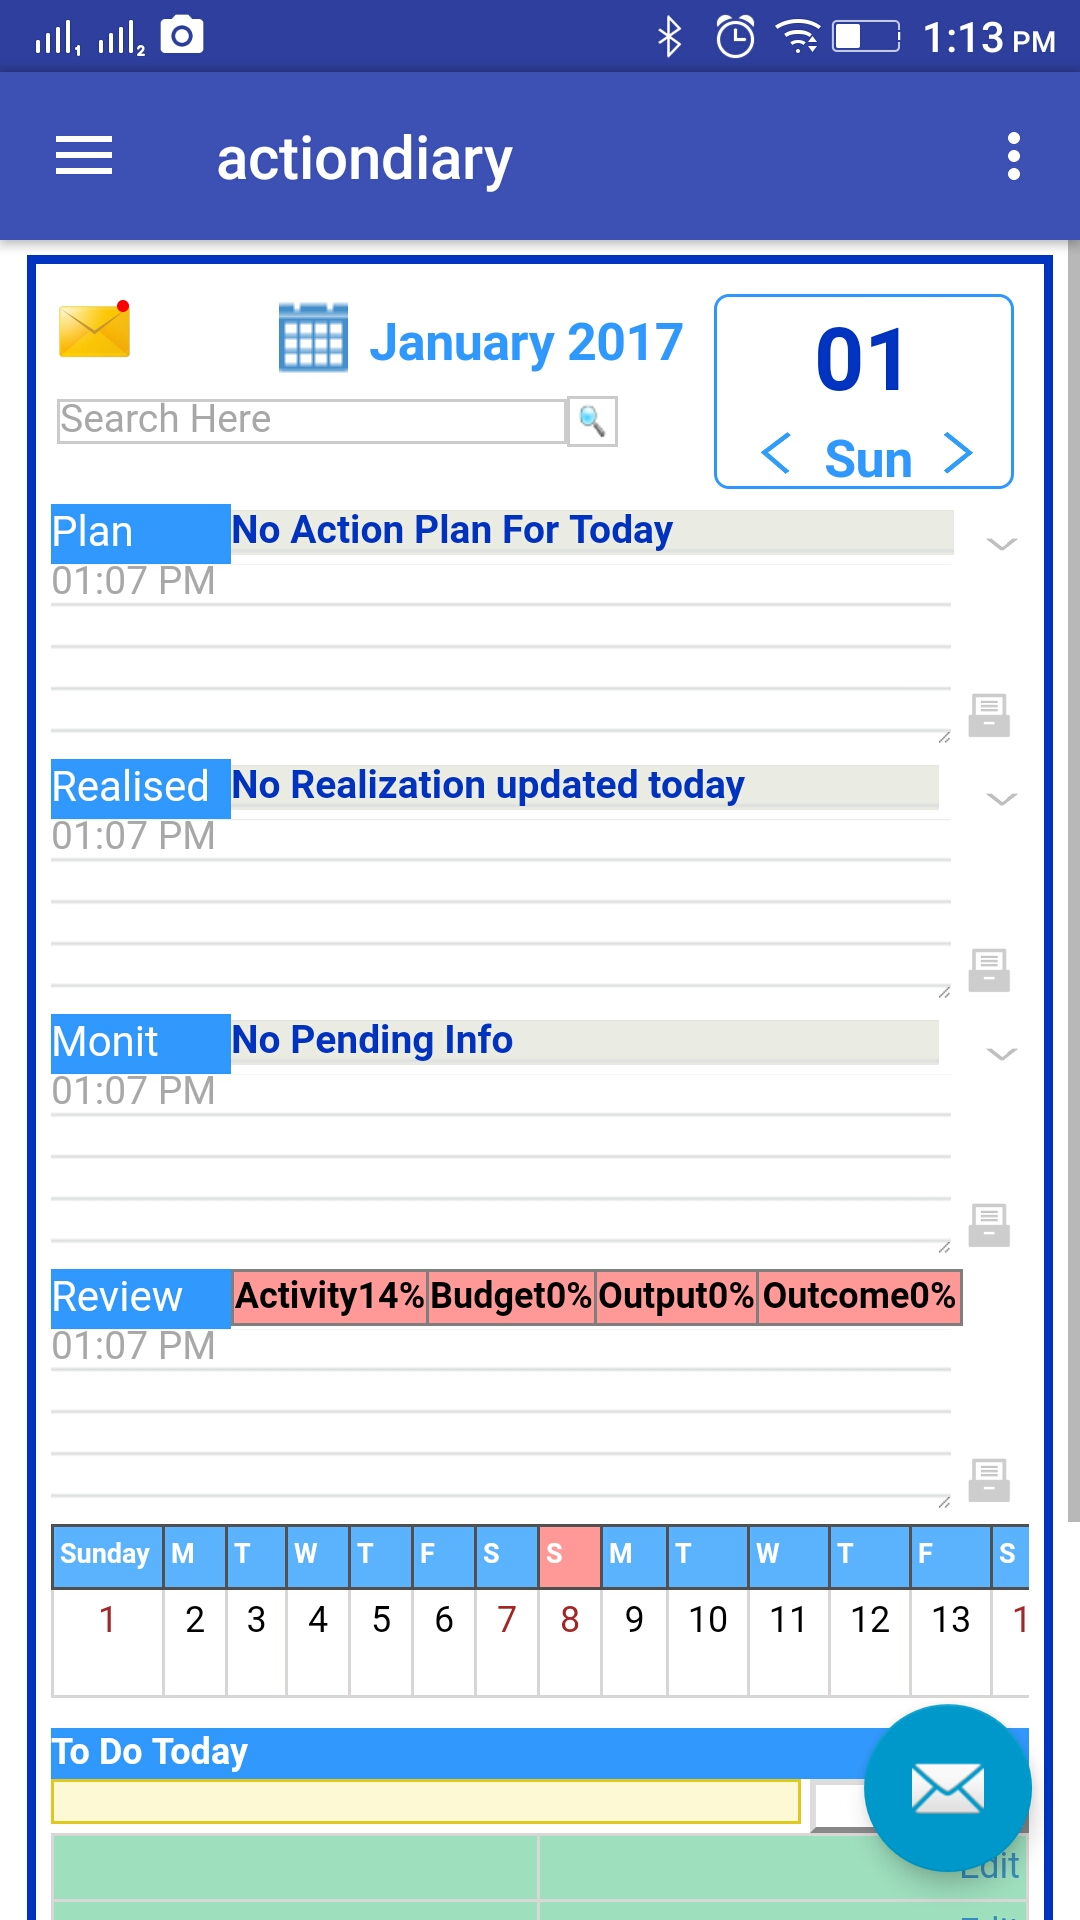 1 2 1:13 PM
actiondiary
January 2017
01
Search Here
Sun
Plan No Action Plan For Today
01:07 PM
Realised No Realization updated today
01:07 PM
Monit No Pending Info
01:07 PM
Review Activity14% Budget0% Output0% Outcome0%
01:07 PM
Sunday M T W T F S S M T W T F S
1 2 3 4 5 6 7 8 9 10 11 12 13 1
To Do Today
Edit